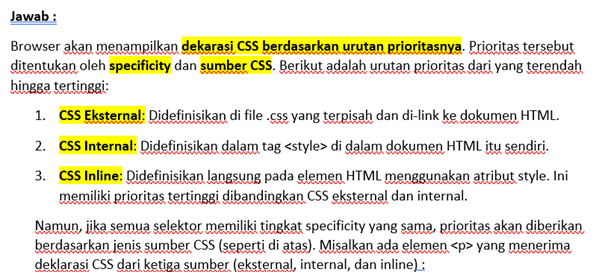 Jawab :
Browser akan menampilkan dekarasi CSS berdasarkan urutan prioritasnya. Prioritas tersebut
ditentukan oleh specificity dan sumber CSS. Berikut adalah urutan prioritas dari yang terendah
hingga tertinggi:
1. CSS Eksternal: Didefinisikan di file .css yang terpisah dan di-link ke dokumen HTML.
2. CSS Internal: Didefinisikan dalam tag <style> di dalam dokumen HTML itu sendiri.
3. CSS Inline: Didefinisikan langsung pada elemen HTML menggunakan atribut style. Ini
memiliki prioritas tertinggi dibandingkan CSS eksternal dan internal.
Namun, jika semua selektor memiliki tingkat specificity yang sama, prioritas akan diberikan
berdasarkan jenis sumber CSS (seperti di atas). Misalkan ada elemen <p> yang menerima
deklarasi CSS dari ketiga sumber (eksternal, internal, dan inline) :